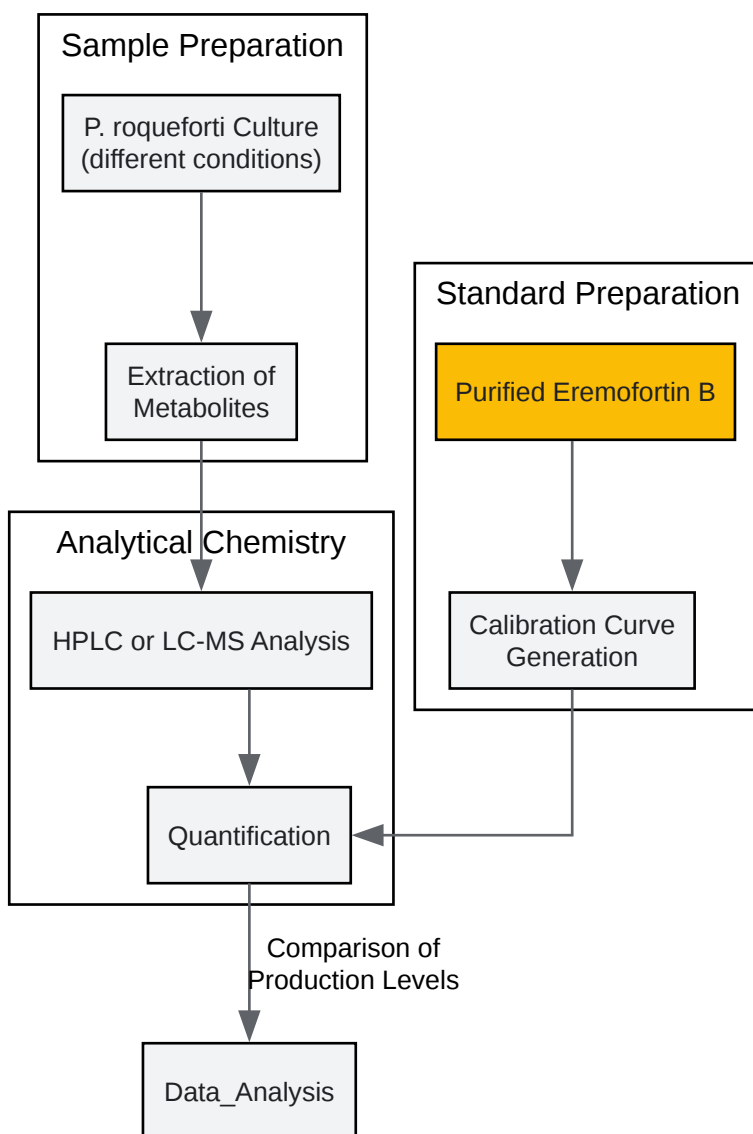 Sample Preparation
P. roqueforti Culture
(different conditions)
Extraction of
Metabolites
Standard Preparation
Purified Eremofortin B
Calibration Curve
Generation
Analytical Chemistry
HPLC or LC-MS Analysis
Quantification
Comparison of
Production Levels
Data_Analysis